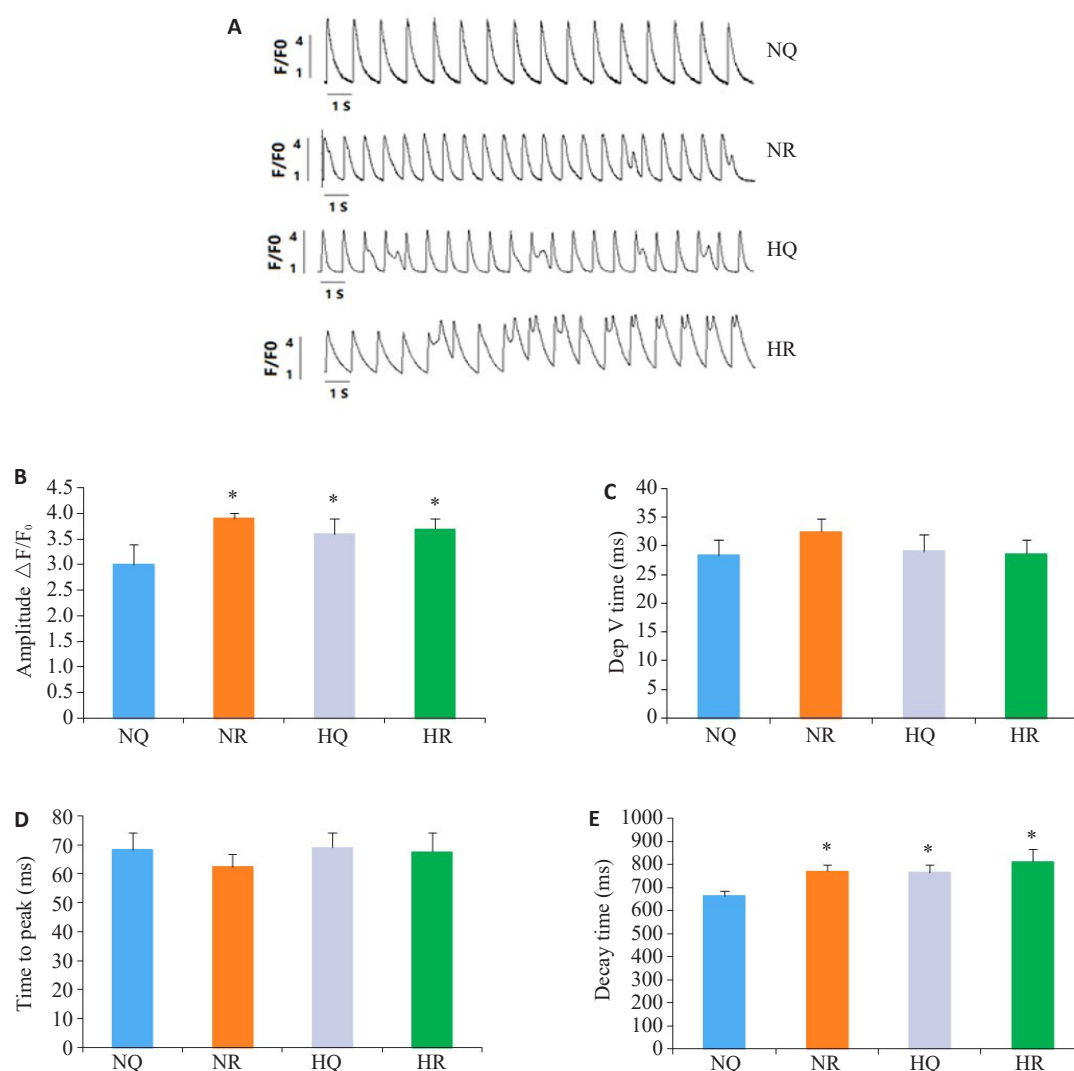 A
F/F0
4
1
1 S
NQ
F/F0
4
1
1 S
NR
F/F0
4
1
1 S
HQ
F/F0
4
1
1 S
HR
B
Amplitude △F/F₀
4.5
4.0
3.5
3.0
2.5
2.0
1.5
1.0
0.5
0
*
*
*
NQ NR HQ HR
C
Dep V time (ms)
40
35
30
25
30
15
10
5
0
NQ NR HQ HR
D
Time to peak (ms)
80
70
60
50
40
30
20
10
0
NQ NR HQ HR
E
Decay time (ms)
1000
900
800
700
600
500
400
300
200
100
0
*
*
*
NQ NR HQ HR